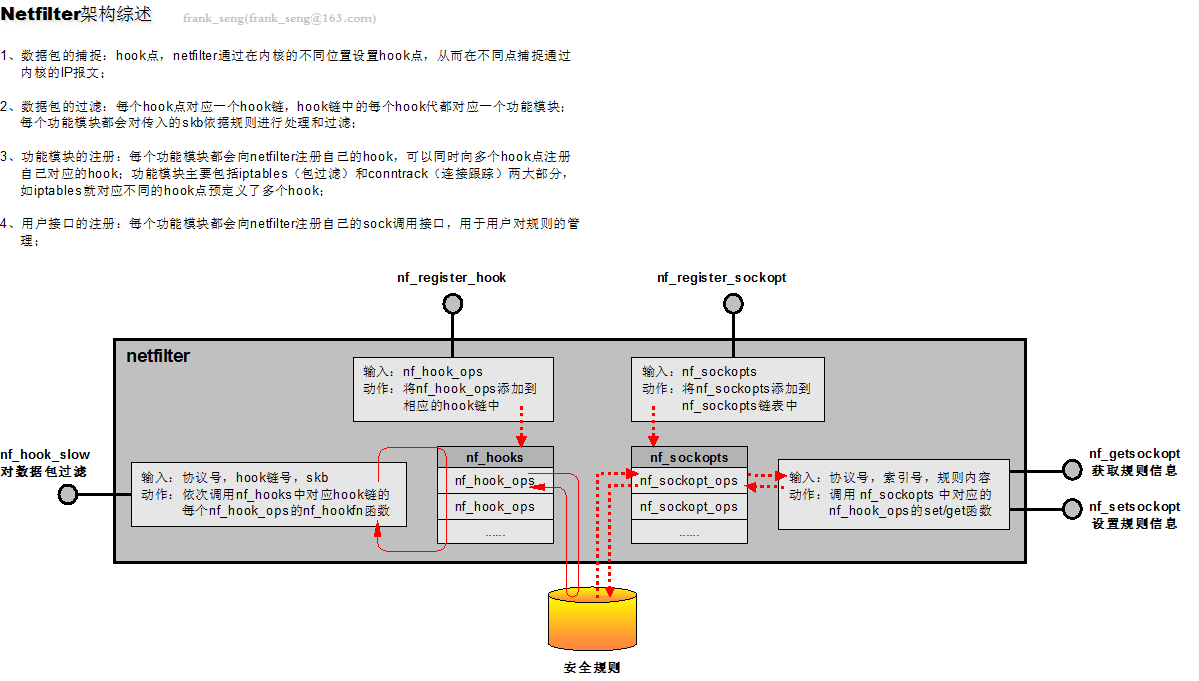 Netfilter架构综述 frank_seng(frank_seng@163.com)
1、数据包的捕捉：hook点，netfilter通过在内核的不同位置设置hook点，从而在不同点捕捉通过
内核的IP报文；
2、数据包的过滤：每个hook点对应一个hook链，hook链中的每个hook代都对应一个功能模块；
每个功能模块都会对传入的skb依据规则进行处理和过滤；
3、功能模块的注册：每个功能模块都会向netfilter注册自己的hook，可以同时向多个hook点注册
自己对应的hook；功能模块主要包括iptables（包过滤）和conntrack（连接跟踪）两大部分，
如iptables就对应不同的hook点预定义了多个hook；
4、用户接口的注册：每个功能模块都会向netfilter注册自己的sock调用接口，用于用户对规则的管
理；
nf_register_hook
nf_register_sockopt
netfilter
输入：nf_hook_ops
动作：将nf_hook_ops添加到
相应的hook链中
输入：nf_sockopts
动作：将nf_sockopts添加到
nf_sockopts链表中
nf_hook_slow
对数据包过滤
输入：协议号，hook链号，skb
动作：依次调用nf_hooks中对应hook链的
每个nf_hook_ops的nf_hookfn函数
nf_hooks
nf_hook_ops
nf_hook_ops
......
nf_sockopts
nf_sockopt_ops
nf_sockopt_ops
......
输入：协议号，索引号，规则内容
动作：调用 nf_sockopts 中对应的
nf_hook_ops的set/get函数
nf_getsockopt
获取规则信息
nf_setsockopt
设置规则信息
安全规则